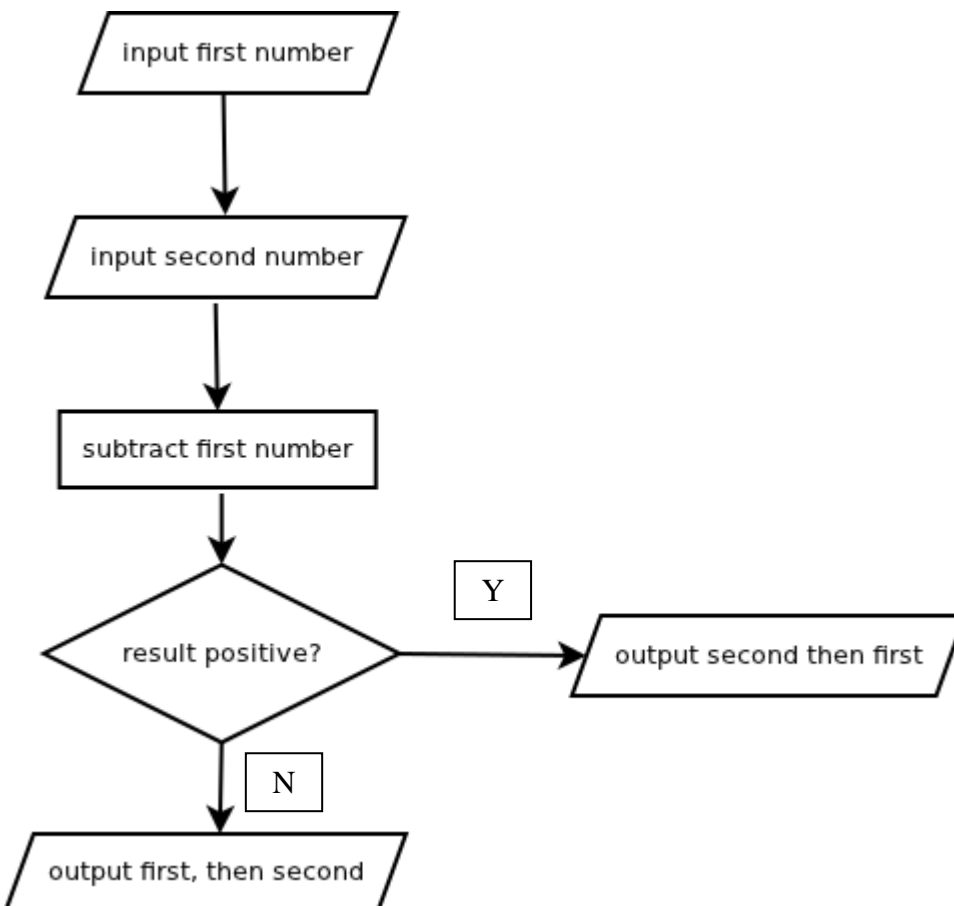 input first number
input second number
subtract first number
result positive?
Y
output second then first
N
output first, then second